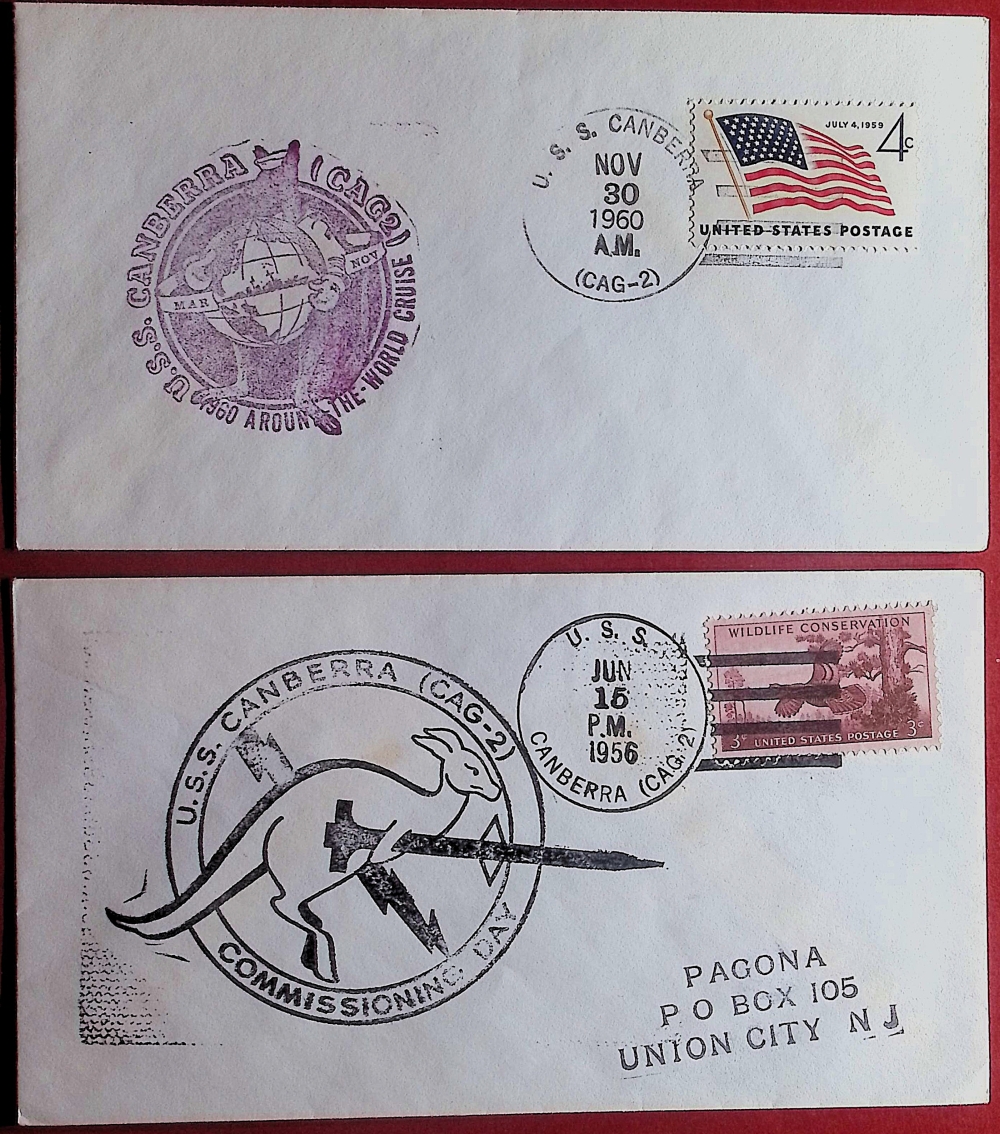 U.S.S. CANBERRA (CAG2)
MAR
NOV
1960 AROUND-THE-WORLD CRUISE
U. S. S. CANBERRA
NOV
30
1960
A.M.
(CAG-2)
JULY 4, 1959
4c
UNITED STATES POSTAGE
U.S.S. CANBERRA (CAG-2)
COMMISSIONING DAY
U. S. S.
JUN
15
P.M.
1956
CANBERRA (CAG-2)
WILDLIFE CONSERVATION
3c UNITED STATES POSTAGE 3c
PAGONA
P O BOX 105
UNION CITY N J